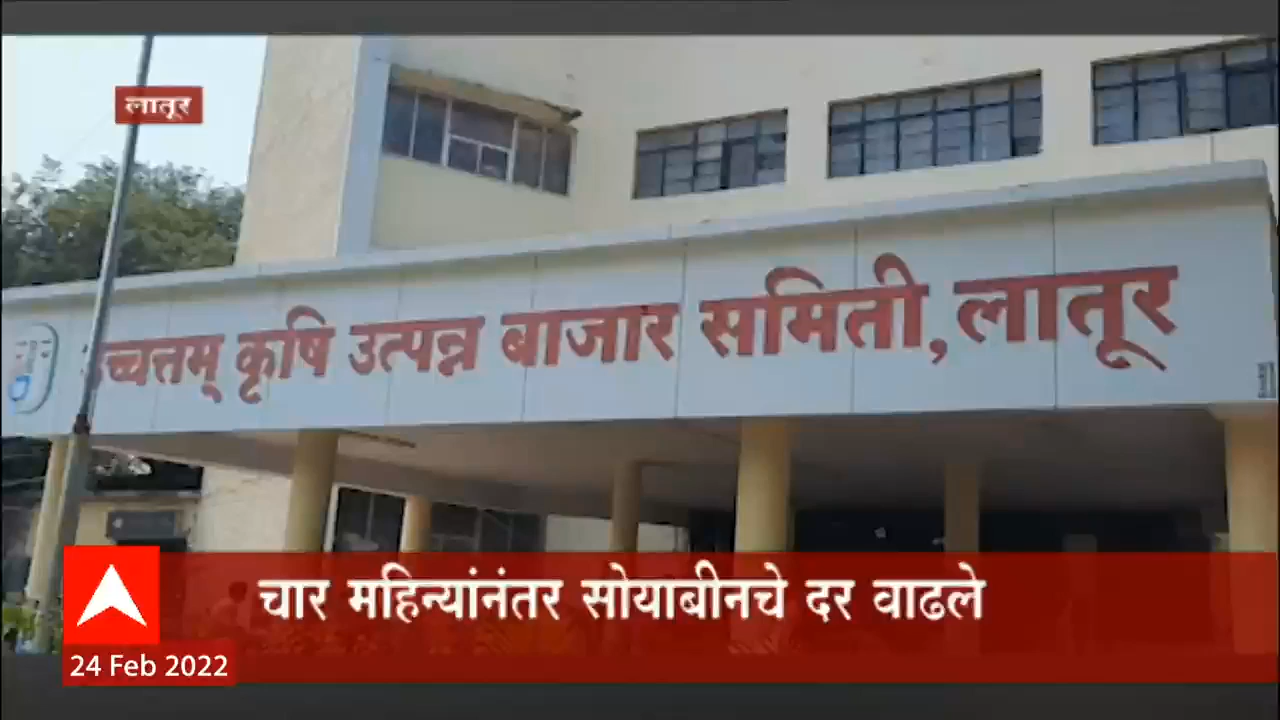 लातूर
कृषि उत्पन्न बाजार समिती, लातूर
चार महिन्यांनंतर सोयाबीनचे दर वाढले
24 Feb 2022